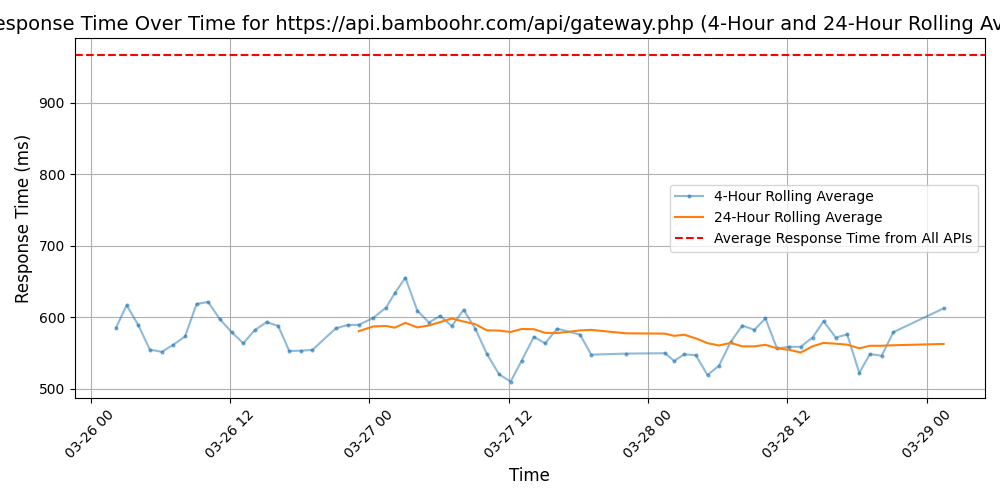 esponse Time Over Time for https://api.bamboohr.com/api/gateway.php (4-Hour and 24-Hour Rolling Av
Response Time (ms)
900
800
700
600
500
4-Hour Rolling Average
24-Hour Rolling Average
Average Response Time from All APIs
03-26 00
03-26 12
03-27 00
03-27 12
03-28 00
03-28 12
03-29 00
Time